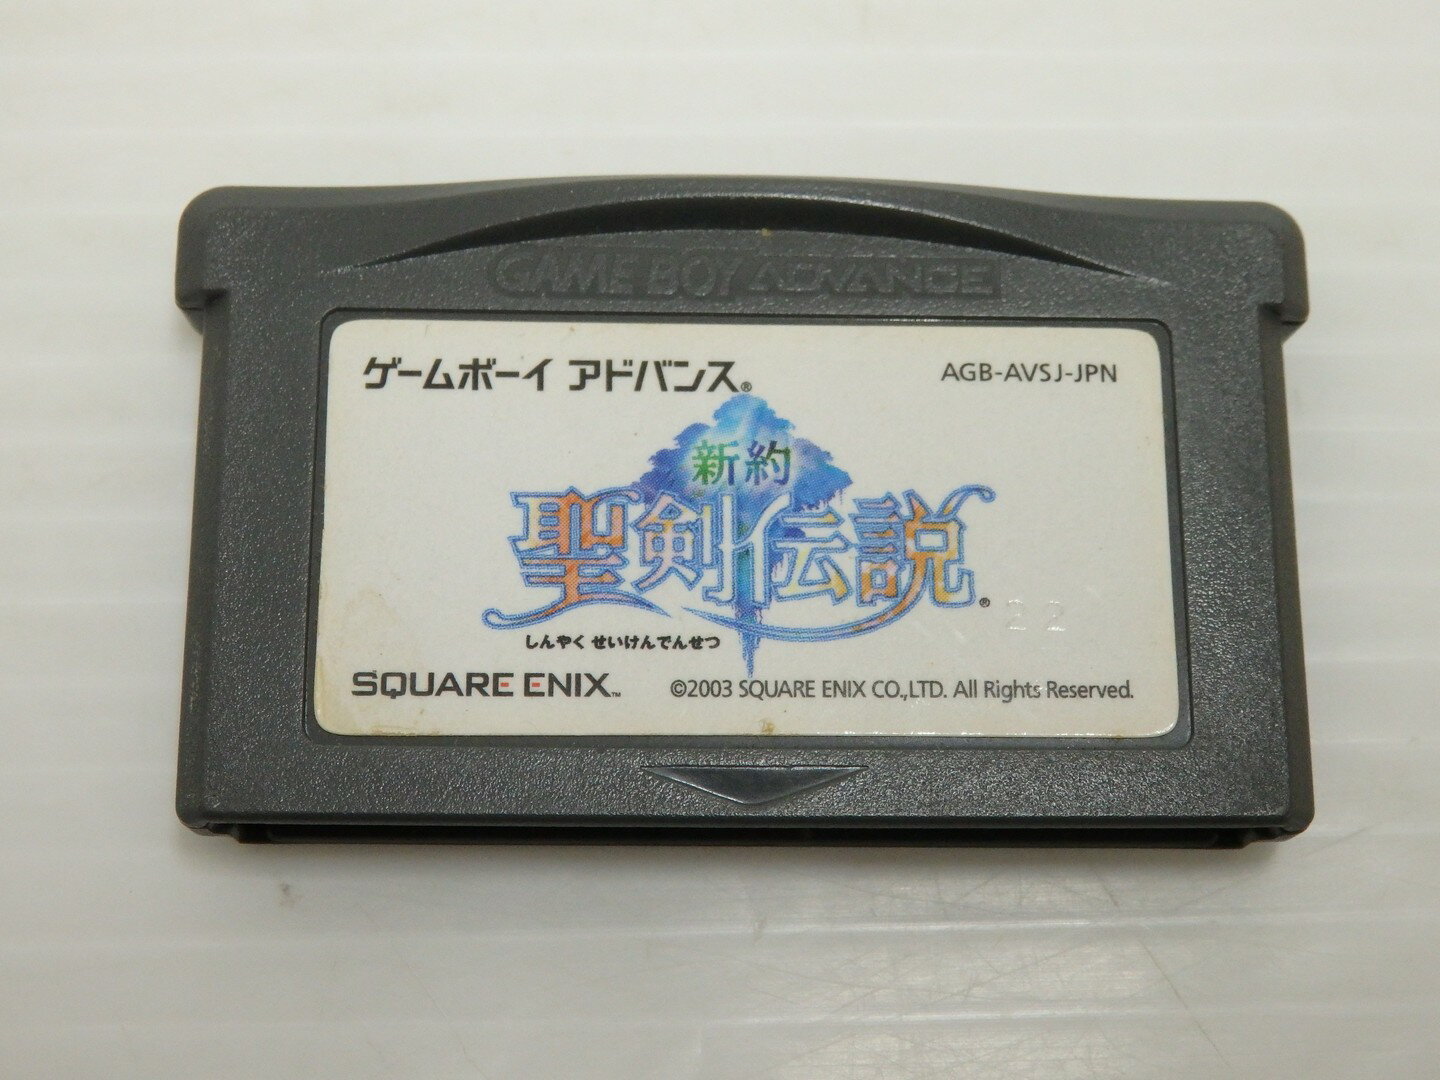 GAME BOY ADVANCE
ゲームボーイ アドバンス®
AGB-AVSJ-JPN
新約
聖剣伝説®
22
しんやく せいけんでんせつ
SQUARE ENIX™
©2003 SQUARE ENIX CO.,LTD. All Rights Reserved.